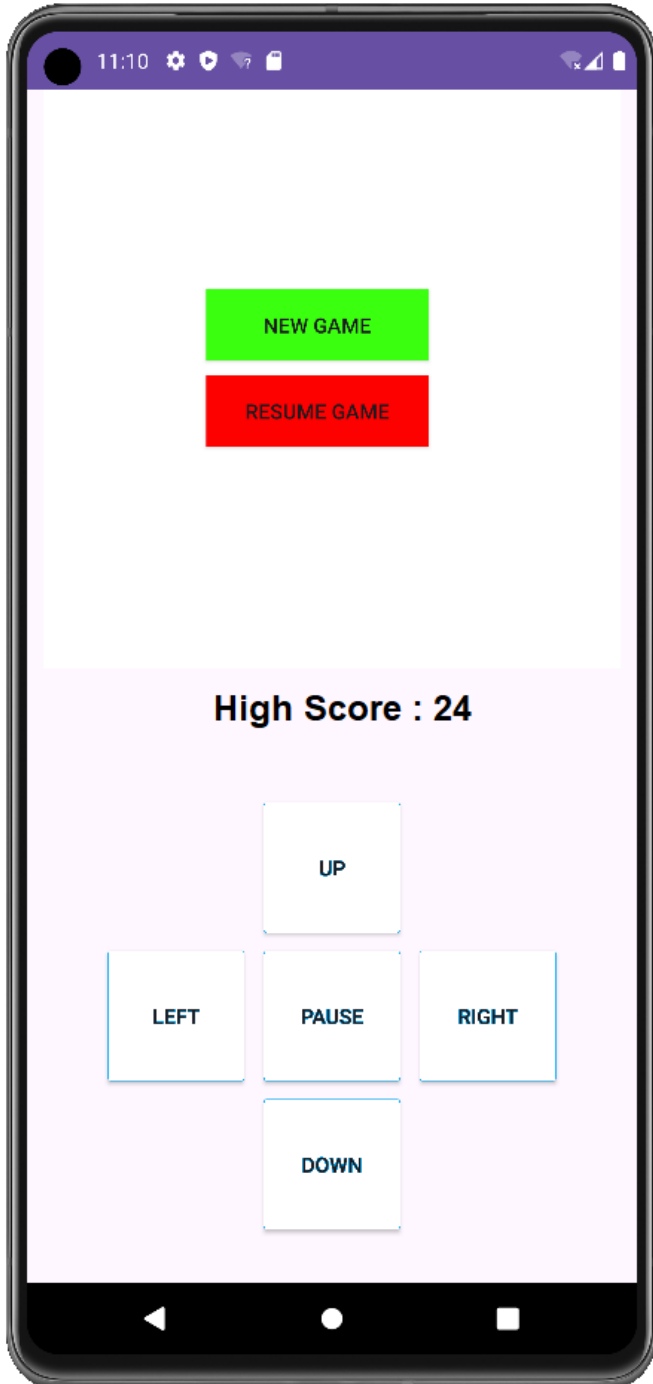 11:10
NEW GAME
RESUME GAME
High Score : 24
UP
LEFT PAUSE RIGHT
DOWN